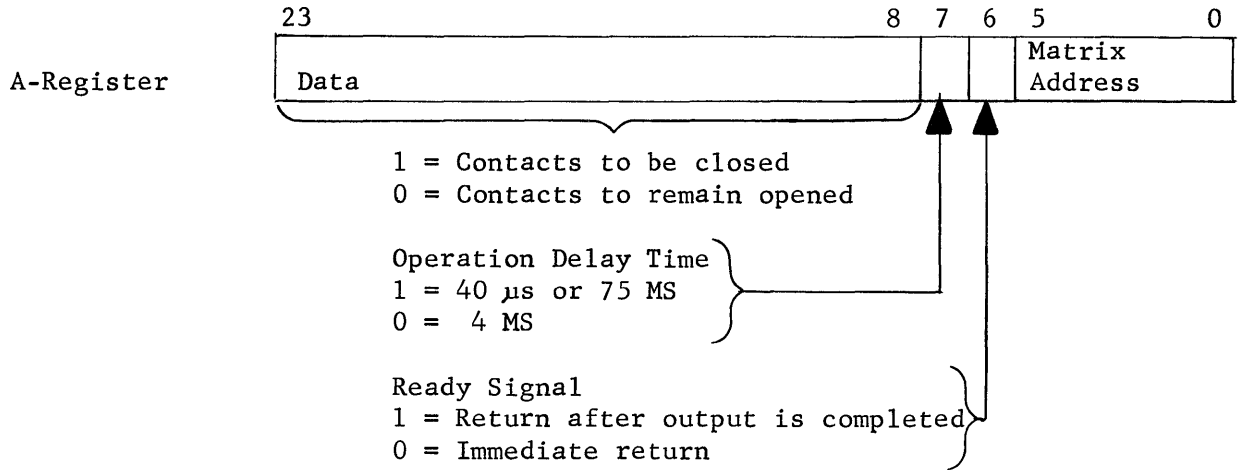 23 8 7 6 5 0
A-Register Data Matrix Address
1 = Contacts to be closed
0 = Contacts to remain opened
Operation Delay Time
1 = 40 µs or 75 MS
0 = 4 MS
Ready Signal
1 = Return after output is completed
0 = Immediate return